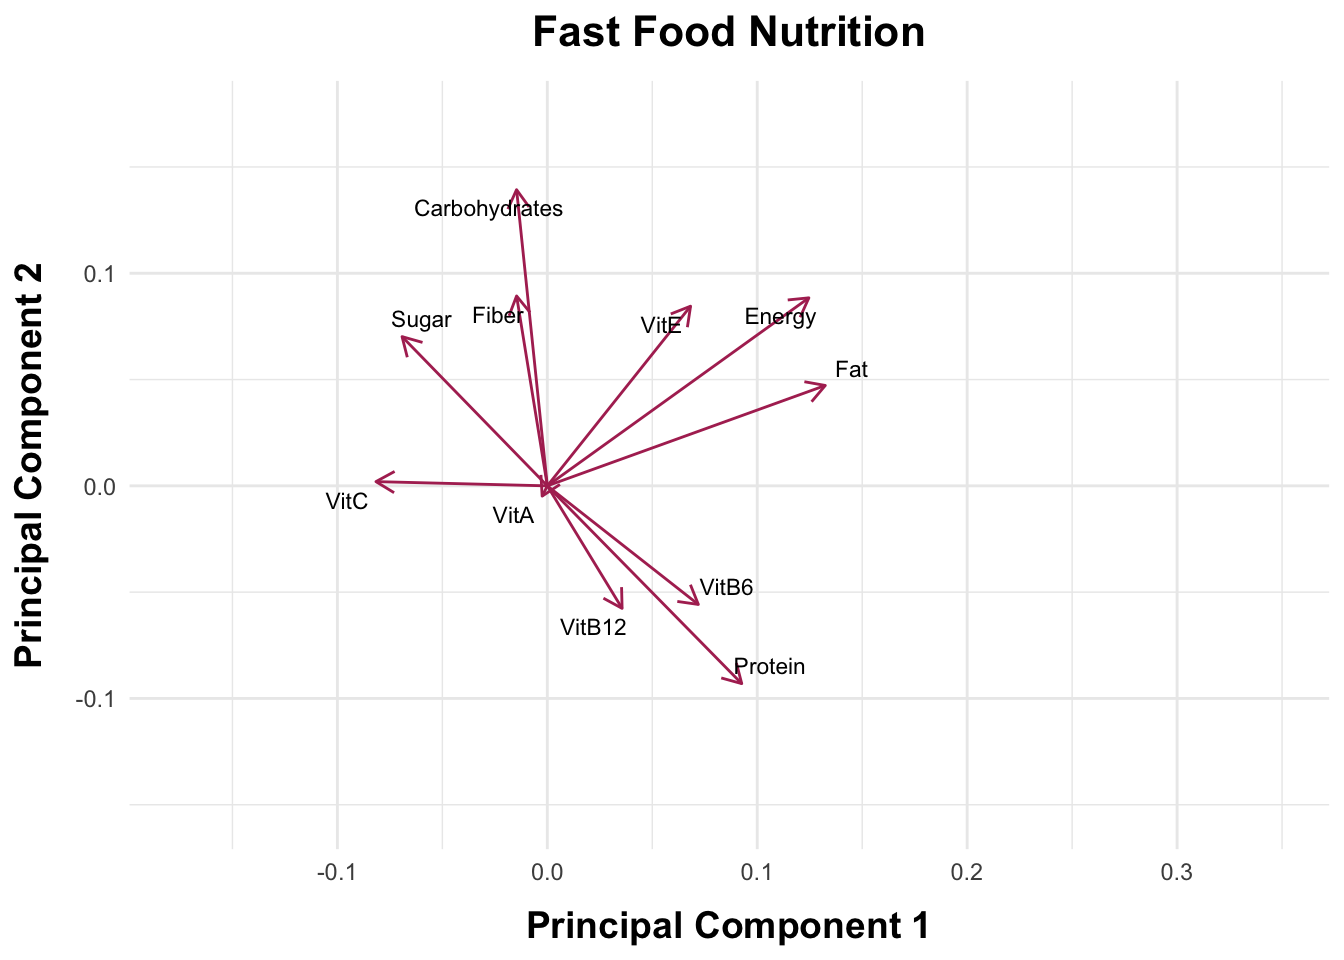 Fast Food Nutrition
Carbohydrates
Sugar
Fiber
VitE
Energy
Fat
VitC
VitA
VitB6
VitB12
Protein
Principal Component 2
0.1
0.0
-0.1
-0.1
0.0
0.1
0.2
0.3
Principal Component 1